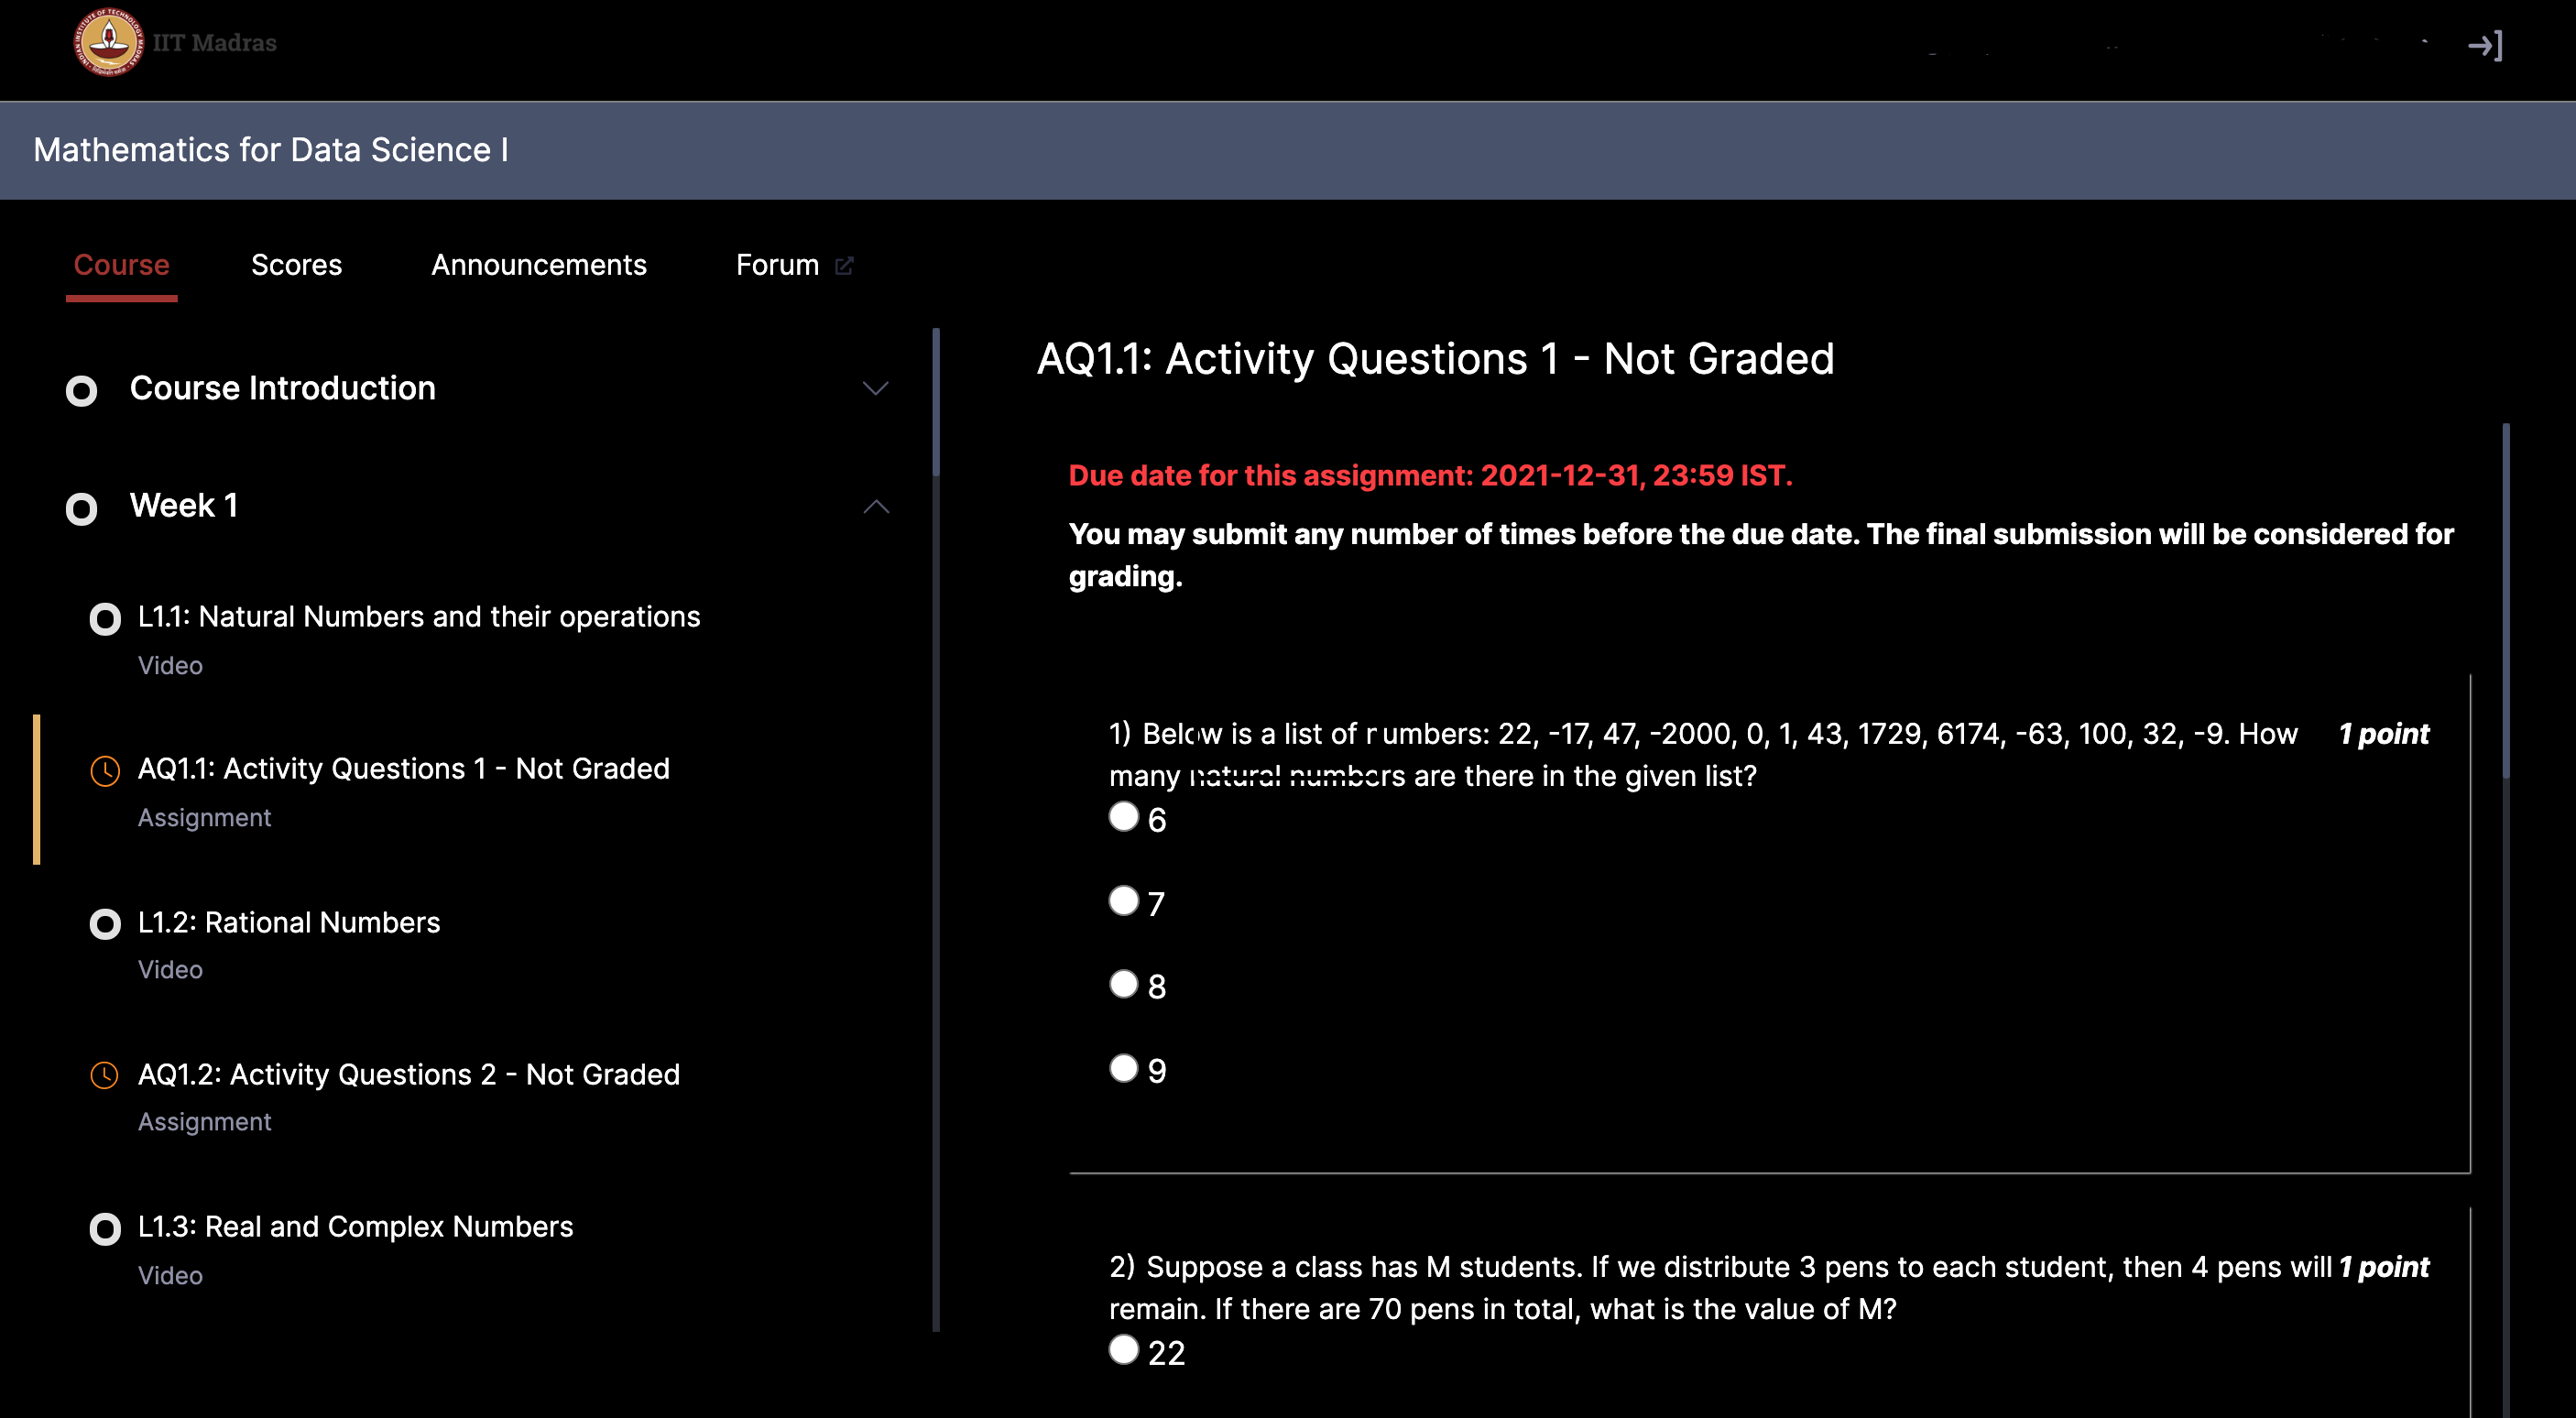 IIT Madras
Mathematics for Data Science I
Course Scores Announcements Forum
Course Introduction
Week 1
L1.1: Natural Numbers and their operations
Video
AQ1.1: Activity Questions 1 - Not Graded
Assignment
L1.2: Rational Numbers
Video
AQ1.2: Activity Questions 2 - Not Graded
Assignment
L1.3: Real and Complex Numbers
Video
AQ1.1: Activity Questions 1 - Not Graded
Due date for this assignment: 2021-12-31, 23:59 IST.
You may submit any number of times before the due date. The final submission will be considered for
grading.
1) Below is a list of numbers: 22, -17, 47, -2000, 0, 1, 43, 1729, 6174, -63, 100, 32, -9. How 1 point
many natural numbers are there in the given list?
6
7
8
9
2) Suppose a class has M students. If we distribute 3 pens to each student, then 4 pens will 1 point
remain. If there are 70 pens in total, what is the value of M?
22